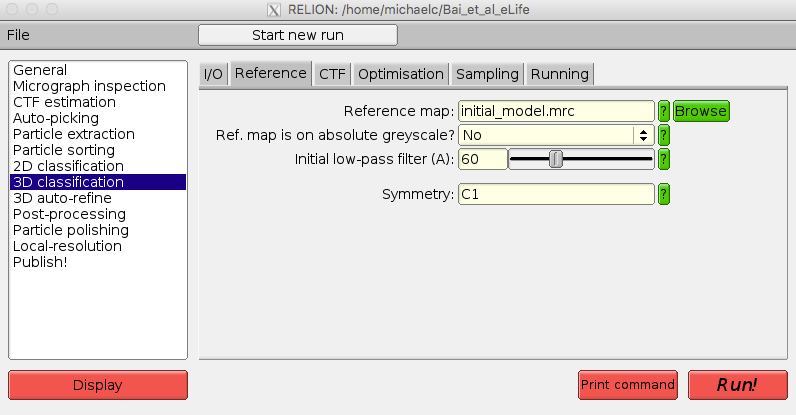 RELION: /home/michaelc/Bai_et_al_eLife
File
Start new run
General
Micrograph inspection
CTF estimation
Auto-picking
Particle extraction
Particle sorting
2D classification
3D classification
3D auto-refine
Post-processing
Particle polishing
Local-resolution
Publish!
I/O Reference CTF Optimisation Sampling Running
Reference map: initial_model.mrc ? Browse
Ref. map is on absolute greyscale? No ?
Initial low-pass filter (A): 60 ?
Symmetry: C1 ?
Display
Print command
Run!